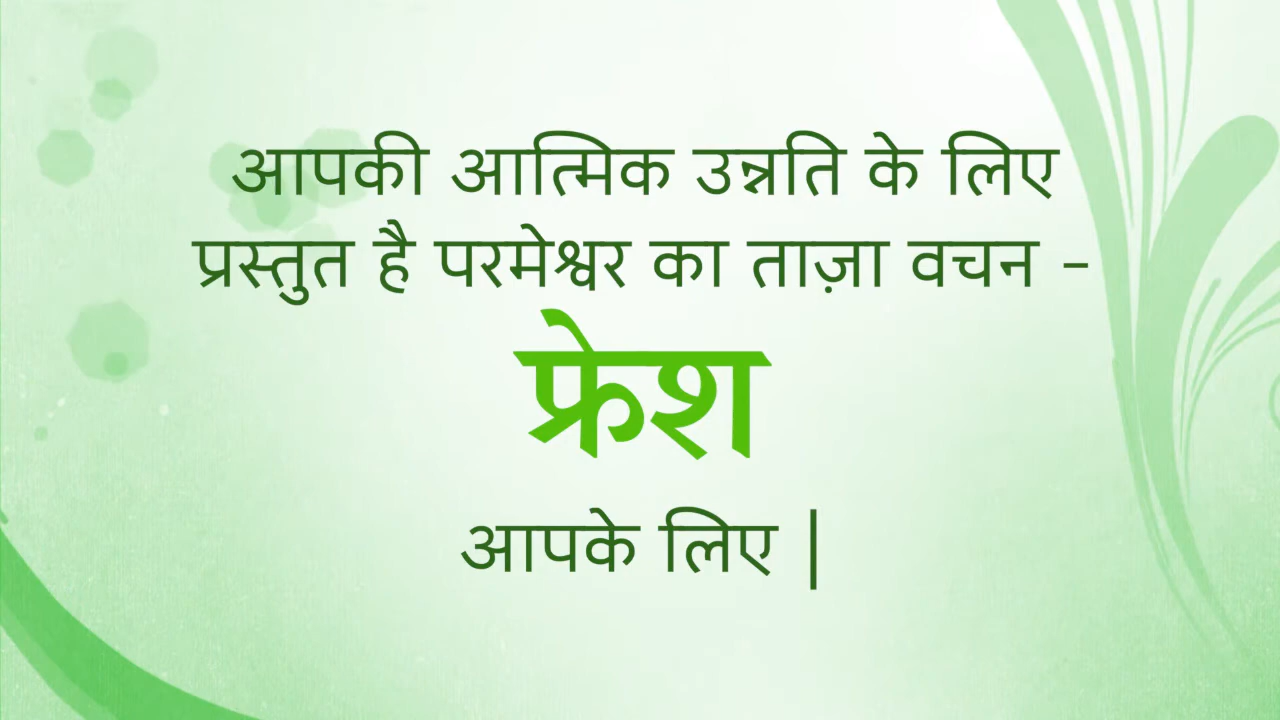 आपकी आत्मिक उन्नति के लिए
प्रस्तुत है परमेश्वर का ताज़ा वचन -
फ्रेश
आपके लिए |